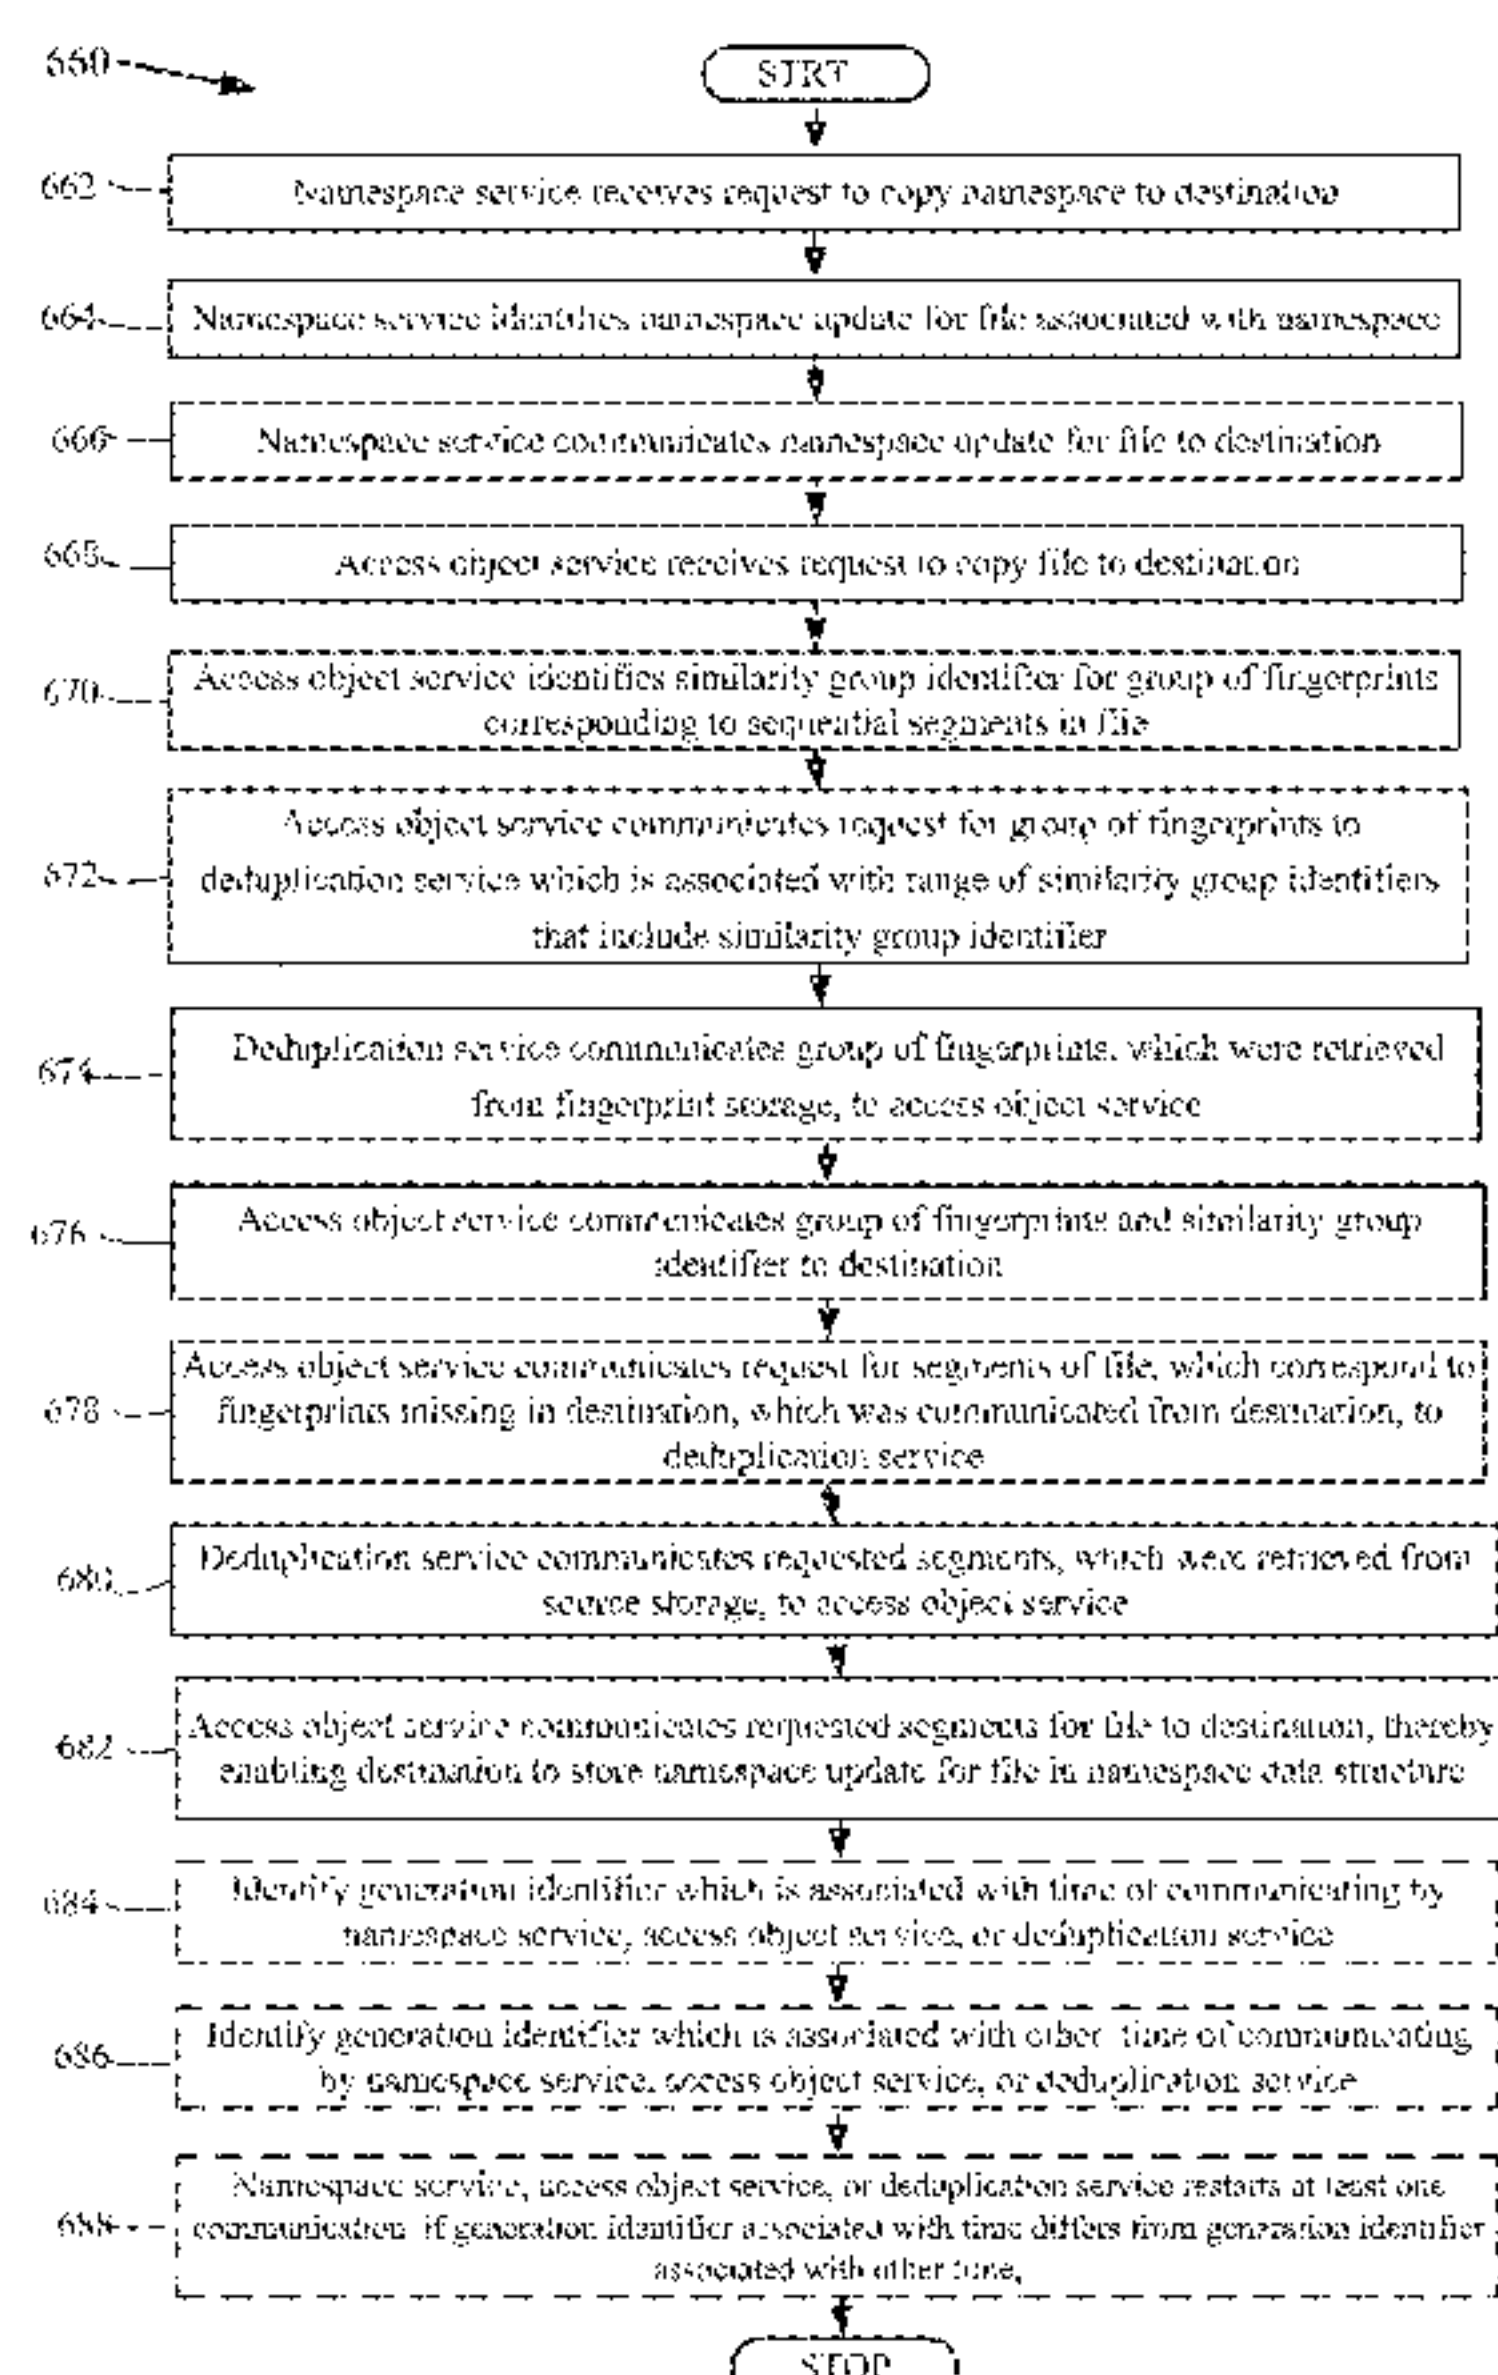 660
STRT
662
Namespace service receives request to copy namespace to destination
664
Namespace service identifies namespace update for file associated with namespace
666
Namespace service communicates namespace update for file to destination
668
Access object service receives request to copy file to destination
670
Access object service identifies similarity group identifier for group of fingerprints
corresponding to sequential segments in file
672
Access object service communicates request for group of fingerprints to
deduplication service which is associated with range of similarity group identifiers
that include similarity group identifier
674
Deduplication service communicates group of fingerprints, which were retrieved
from fingerprint storage, to access object service
676
Access object service communicates group of fingerprints and similarity group
identifier to destination
678
Access object service communicates request for segments of file, which correspond to
fingerprints missing in destination, which was communicated from destination, to
deduplication service
680
Deduplication service communicates requested segments, which were retrieved from
source storage, to access object service
682
Access object service communicates requested segments for file to destination, thereby
enabling destination to store namespace update for file in namespace data structure
684
Identify generation identifier which is associated with time of communicating by
namespace service, access object service, or deduplication service
686
Identify generation identifier which is associated with other time of communicating
by namespace service, access object service, or deduplication service
688
Namespace service, access object service, or deduplication service restarts at least one
communication if generation identifier associated with time differs from generation identifier
associated with other time,
STOP